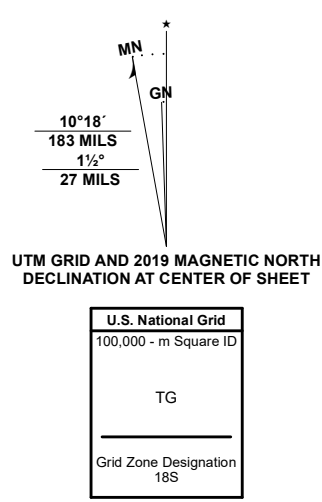 ★
MN
GN
10°18´
183 MILS
1½°
27 MILS
UTM GRID AND 2019 MAGNETIC NORTH
DECLINATION AT CENTER OF SHEET
U.S. National Grid
100,000 - m Square ID
TG
Grid Zone Designation
18S